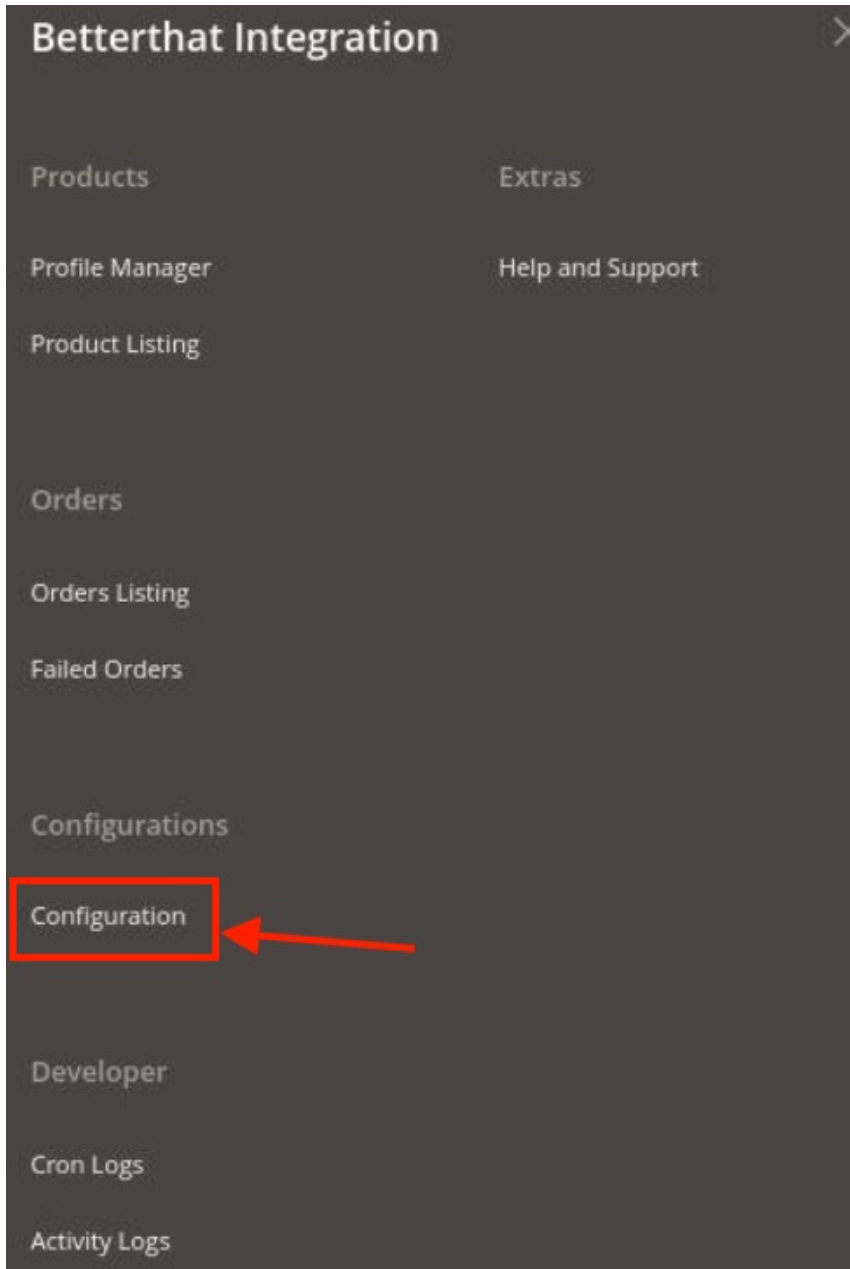 Betterthat Integration
Products
Profile Manager
Product Listing
Orders
Orders Listing
Failed Orders
Configurations
Configuration
Developer
Cron Logs
Activity Logs
Extras
Help and Support